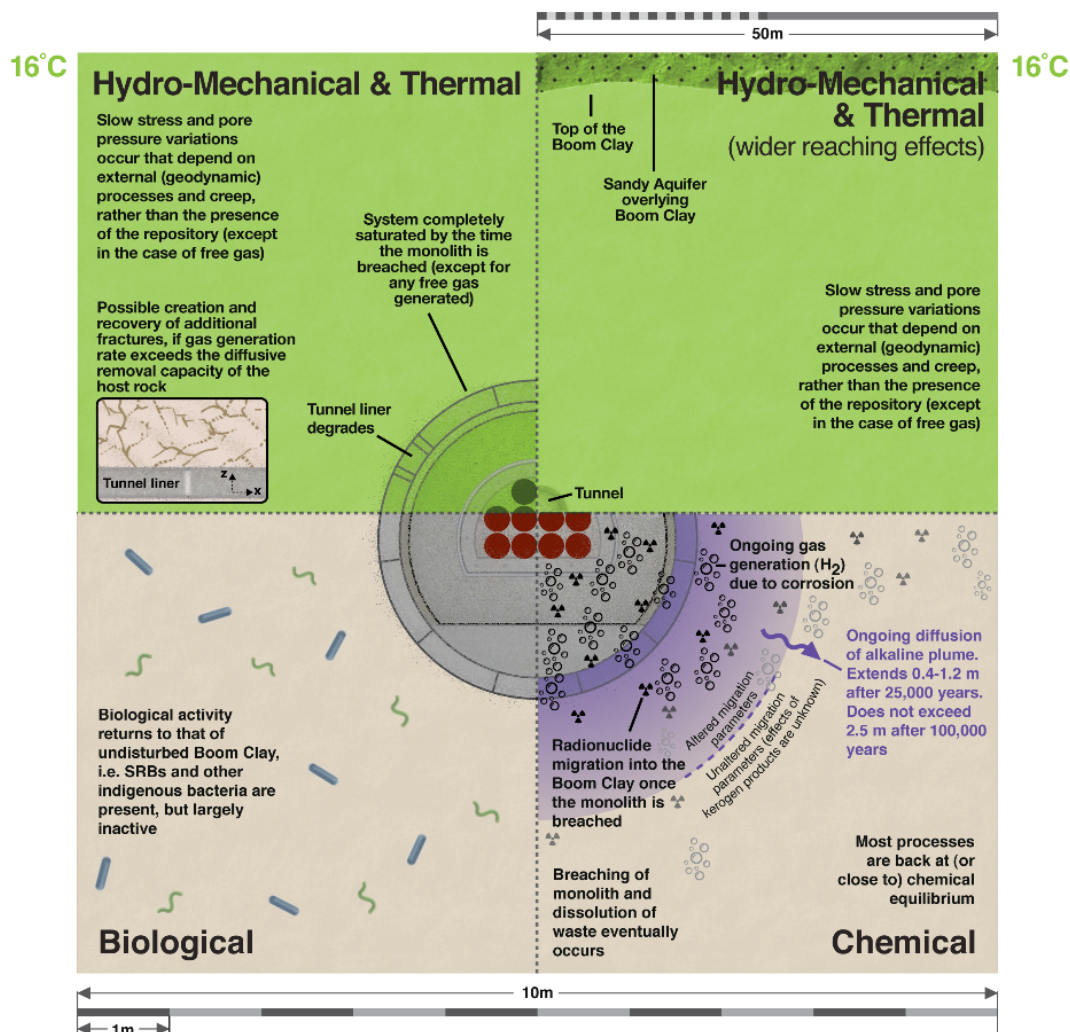 50m
16°C
16°C
Hydro-Mechanical & Thermal
Slow stress and pore
pressure variations
occur that depend on
external (geodynamic)
processes and creep,
rather than the presence
of the repository (except
in the case of free gas)
System completely
saturated by the time
the monolith is
breached (except for
any free gas
generated)
Possible creation and
recovery of additional
fractures, if gas generation
rate exceeds the diffusive
removal capacity of the
host rock
Tunnel liner
z
x
Tunnel liner
degrades
Hydro-Mechanical
& Thermal
(wider reaching effects)
Top of the
Boom Clay
Sandy Aquifer
overlying
Boom Clay
Slow stress and pore
pressure variations
occur that depend on
external (geodynamic)
processes and creep,
rather than the presence
of the repository (except
in the case of free gas)
Tunnel
Biological activity
returns to that of
undisturbed Boom Clay,
i.e. SRBs and other
indigenous bacteria are
present, but largely
inactive
Biological
Ongoing gas
generation (H2)
due to corrosion
Ongoing diffusion
of alkaline plume.
Extends 0.4-1.2 m
after 25,000 years.
Does not exceed
2.5 m after 100,000
years
Altered migration
parameters
Unaltered migration
parameters (effects of
kerogen products are unknown)
Radionuclide
migration into the
Boom Clay once
the monolith is
breached
Breaching of
monolith and
dissolution of
waste eventually
occurs
Most processes
are back at (or
close to) chemical
equilibrium
Chemical
10m
1m